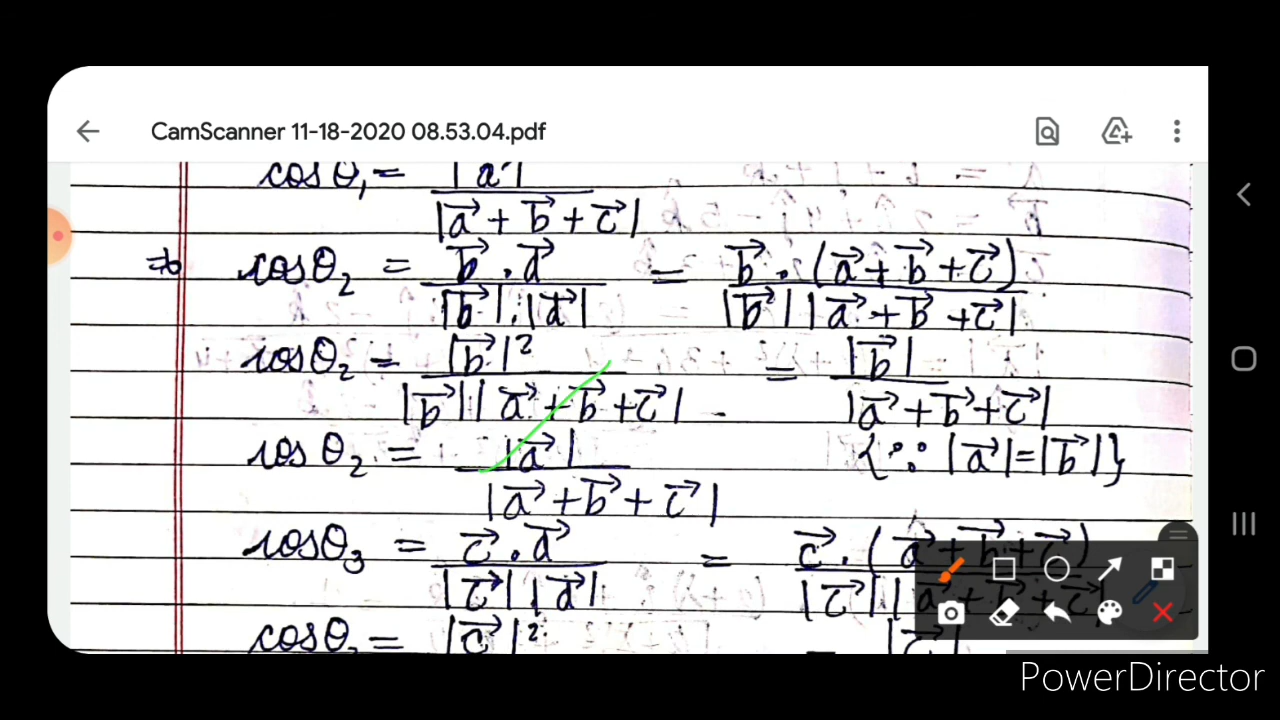 CamScanner 11-18-2020 08.53.04.pdf
cos θ₁ = |a⃗| / |a⃗ + b⃗ + c⃗|
⇒ cos θ₂ = b⃗ . d⃗ / |b⃗| . |d⃗| = b⃗ . (a⃗ + b⃗ + c⃗) / |b⃗| |a⃗ + b⃗ + c⃗|
cos θ₂ = |b⃗|² / |b⃗| | a⃗ + b⃗ + c⃗| = |b⃗| / |a⃗ + b⃗ + c⃗|
cos θ₂ = |a⃗| / |a⃗ + b⃗ + c⃗| {∵ |a⃗| = |b⃗|}
cos θ₃ = c⃗ . d⃗ / |c⃗| |d⃗| = c⃗ . (a⃗ + b⃗ + c⃗) / |c⃗| |a⃗ + b⃗ + c⃗|
cos θ₃ = |c⃗|² = |c⃗|
PowerDirector